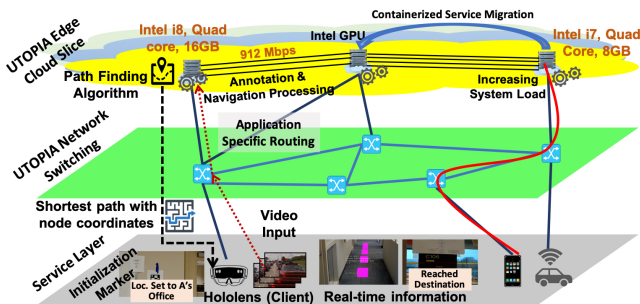 Containerized Service Migration
UTOPIA Edge
Cloud Slice
Intel i8, Quad
core, 16GB
Intel GPU
Intel i7, Quad
Core, 8GB
912 Mbps
Path Finding
Algorithm
Annotation &
Navigation Processing
Increasing
System Load
UTOPIA Network
Switching
Application
Specific Routing
Shortest path with
node coordinates
Video
Input
Service Layer
Initialization
Marker
Loc. Set to A's
Office
Reached
Destination
Hololens (Client)
Real-time information